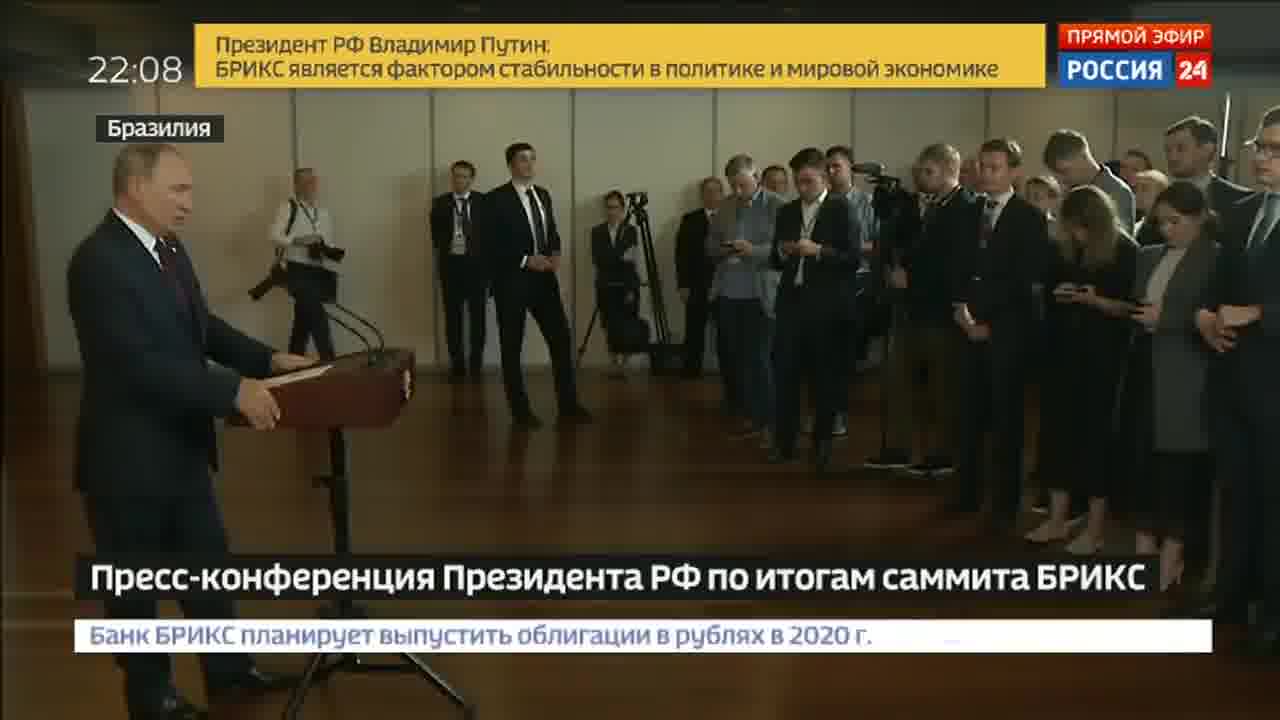 22:08
Президент РФ Владимир Путин:
БРИКС является фактором стабильности в политике и мировой экономике
ПРЯМОЙ ЭФИР
РОССИЯ 24
Бразилия
Пресс-конференция Президента РФ по итогам саммита БРИКС
Банк БРИКС планирует выпустить облигации в рублях в 2020 г.